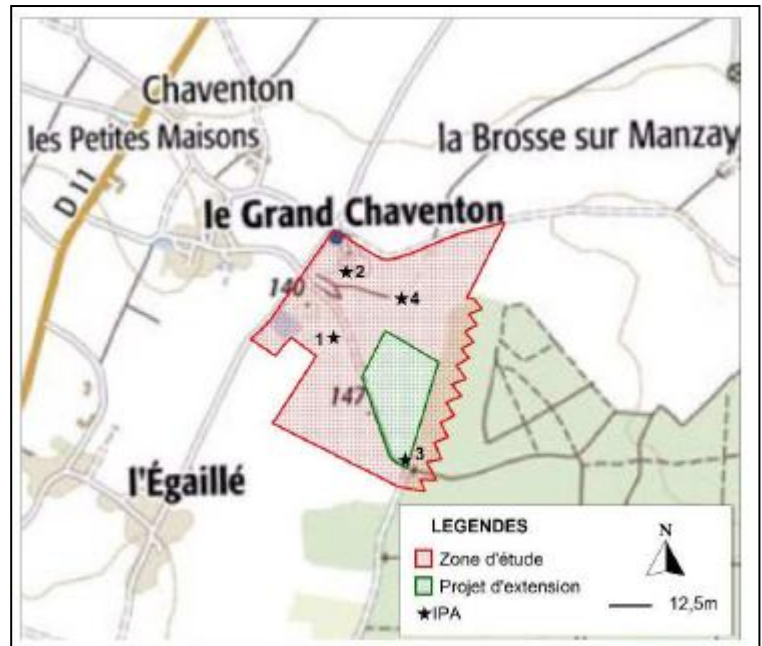 Chaventon
les Petites Maisons
la Brosse sur Manzay
D 11
le Grand Chaventon
2
140
4
1
147
3
l'Égaillé
LEGENDES
N
Zone d'étude
Projet d'extension
IPA
12,5m